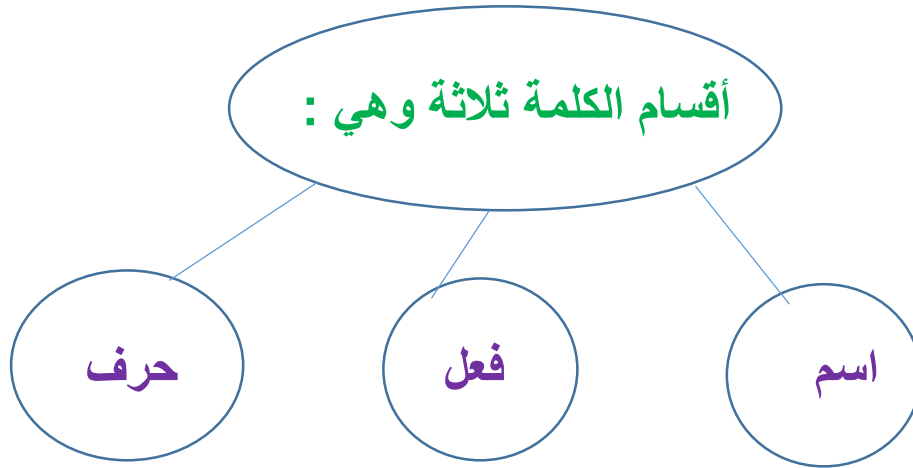 أقسام الكلمة ثلاثة وهي :
اسم
فعل
حرف